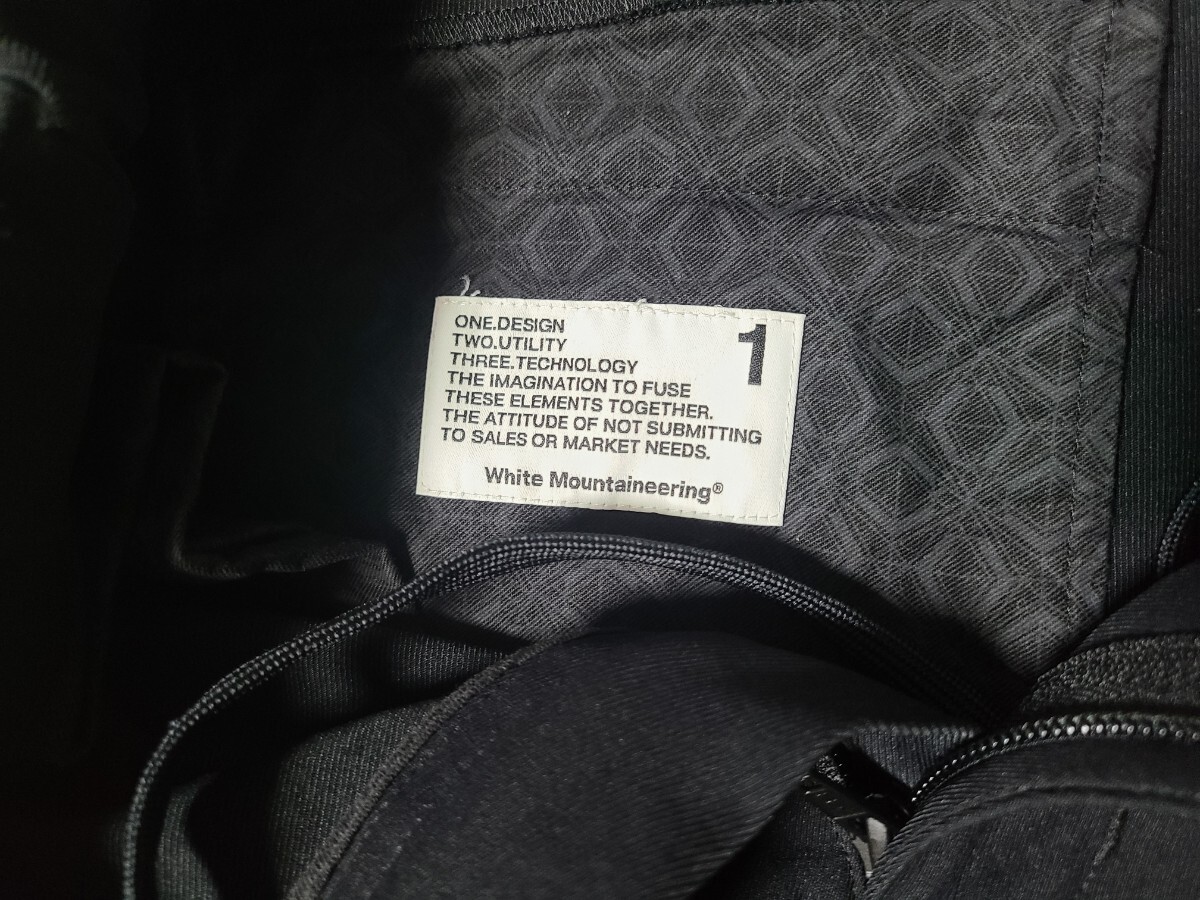 ONE.DESIGN
TWO.UTILITY
THREE.TECHNOLOGY
THE IMAGINATION TO FUSE
THESE ELEMENTS TOGETHER.
THE ATTITUDE OF NOT SUBMITTING
TO SALES OR MARKET NEEDS.
White Mountaineering®
1